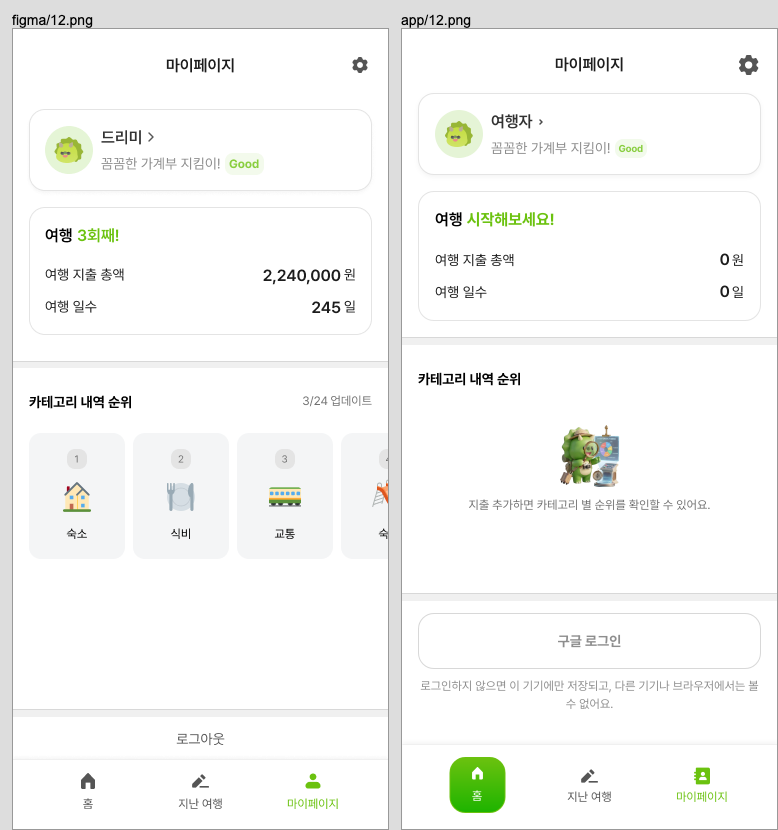 figma/12.png
마이페이지
드리미
꼼꼼한 가계부 지킴이! Good
여행 3회째!
여행 지출 총액 2,240,000 원
여행 일수 245 일
카테고리 내역 순위 3/24 업데이트
1 2 3
숙소 식비 교통 숙
로그아웃
홈 지난 여행 마이페이지
app/12.png
마이페이지
여행자
꼼꼼한 가계부 지킴이! Good
여행 시작해보세요!
여행 지출 총액 0 원
여행 일수 0 일
카테고리 내역 순위
지출 추가하면 카테고리 별 순위를 확인할 수 있어요.
구글 로그인
로그인하지 않으면 이 기기에만 저장되고, 다른 기기나 브라우저에서는 볼
수 없어요.
홈 지난 여행 마이페이지